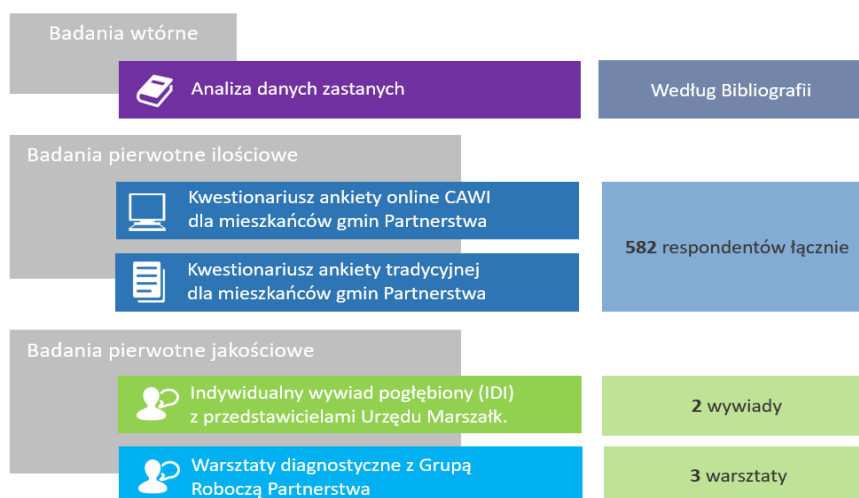 Badania wtórne
Analiza danych zastanych
Według Bibliografii
Badania pierwotne ilościowe
Kwestionariusz ankiety online CAWI
dla mieszkańców gmin Partnerstwa
582 respondentów łącznie
Kwestionariusz ankiety tradycyjnej
dla mieszkańców gmin Partnerstwa
Badania pierwotne jakościowe
Indywidualny wywiad pogłębiony (IDI)
z przedstawicielami Urzędu Marszałk.
2 wywiady
Warsztaty diagnostyczne z Grupą
Roboczą Partnerstwa
3 warsztaty